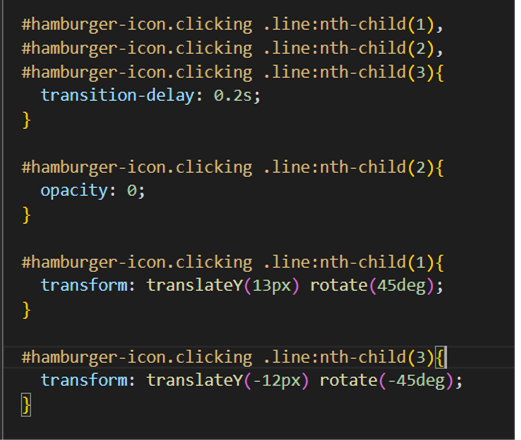 #hamburger-icon.clicking .line:nth-child(1),
#hamburger-icon.clicking .line:nth-child(2),
#hamburger-icon.clicking .line:nth-child(3){
  transition-delay: 0.2s;
}

#hamburger-icon.clicking .line:nth-child(2){
  opacity: 0;
}

#hamburger-icon.clicking .line:nth-child(1){
  transform: translateY(13px) rotate(45deg);
}

#hamburger-icon.clicking .line:nth-child(3){
  transform: translateY(-12px) rotate(-45deg);
}